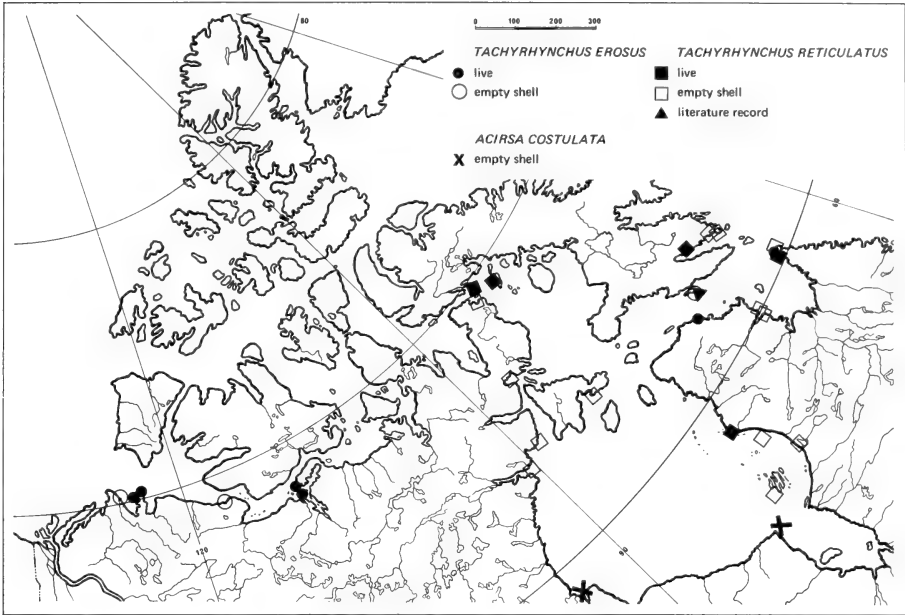 80
0 100 200 300
TACHYRHYNCHUS EROSUS
live
empty shell
TACHYRHYNCHUS RETICULATUS
live
empty shell
literature record
ACIRSA COSTULATA
X empty shell
60
120
90